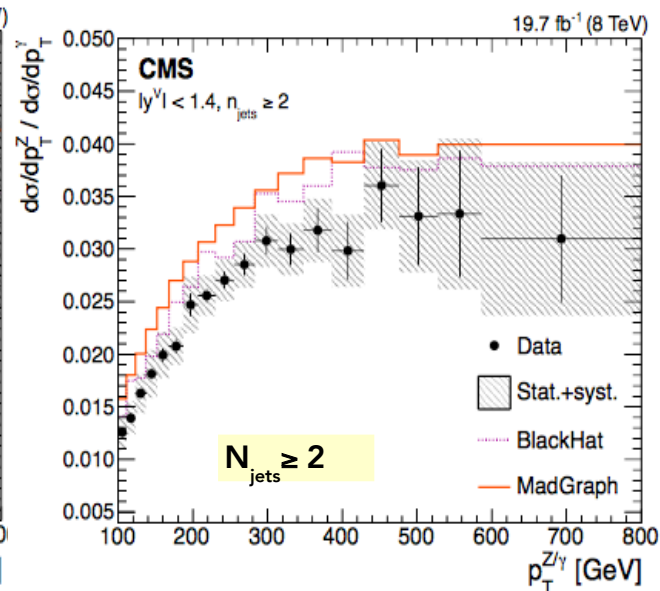 19.7 fb⁻¹ (8 TeV)
CMS
|y^V| < 1.4, n_jets ≥ 2
dσ/dp_T^Z / dσ/dp_T^γ
0.050
0.045
0.040
0.035
0.030
0.025
0.020
0.015
0.010
0.005
Data
Stat.+syst.
BlackHat
MadGraph
N_jets ≥ 2
100 200 300 400 500 600 700 800
p_T^{Z/γ} [GeV]